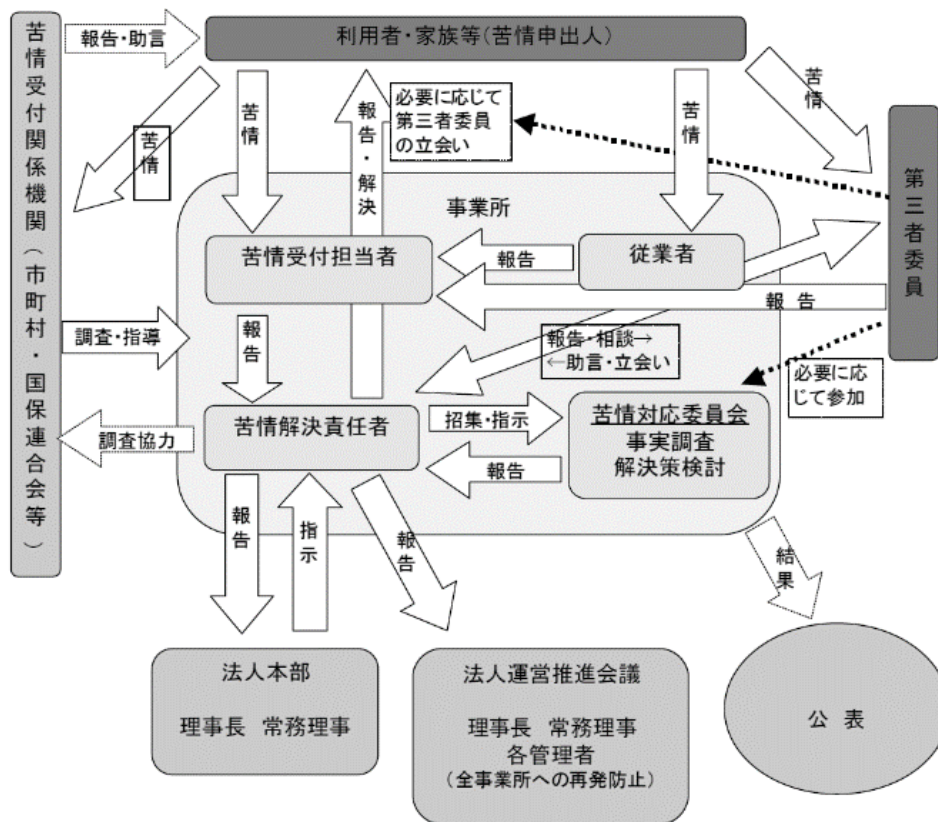 利用者・家族等(苦情申出人)
苦情受付関係機関(市町村・国保連合会等)
報告・助言
苦情
苦情
報告・解決
必要に応じて
第三者委員
の立会い
苦情
苦情
第三者委員
事業所
苦情受付担当者
報告
従業者
報告
調査・指導
報告
報告・相談→
←助言・立会い
必要に応
じて参加
調査協力
苦情解決責任者
招集・指示
報告
苦情対応委員会
事実調査
解決策検討
報告
指示
報告
結果
法人本部
理事長 常務理事
法人運営推進会議
理事長 常務理事
各管理者
(全事業所への再発防止)
公表